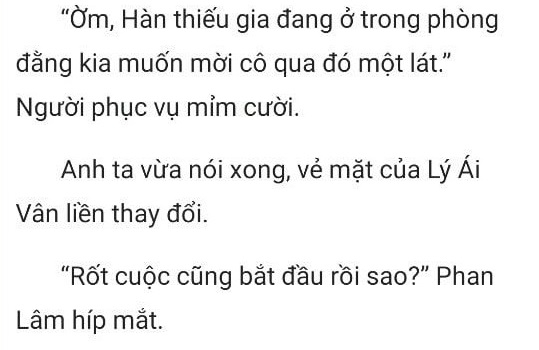 “Ờm, Hàn thiếu gia đang ở trong phòng
đằng kia muốn mời cô qua đó một lát.”
Người phục vụ mỉm cười.
Anh ta vừa nói xong, vẻ mặt của Lý Ái
Vân liền thay đổi.
“Rốt cuộc cũng bắt đầu rồi sao?” Phan
Lâm híp mắt.